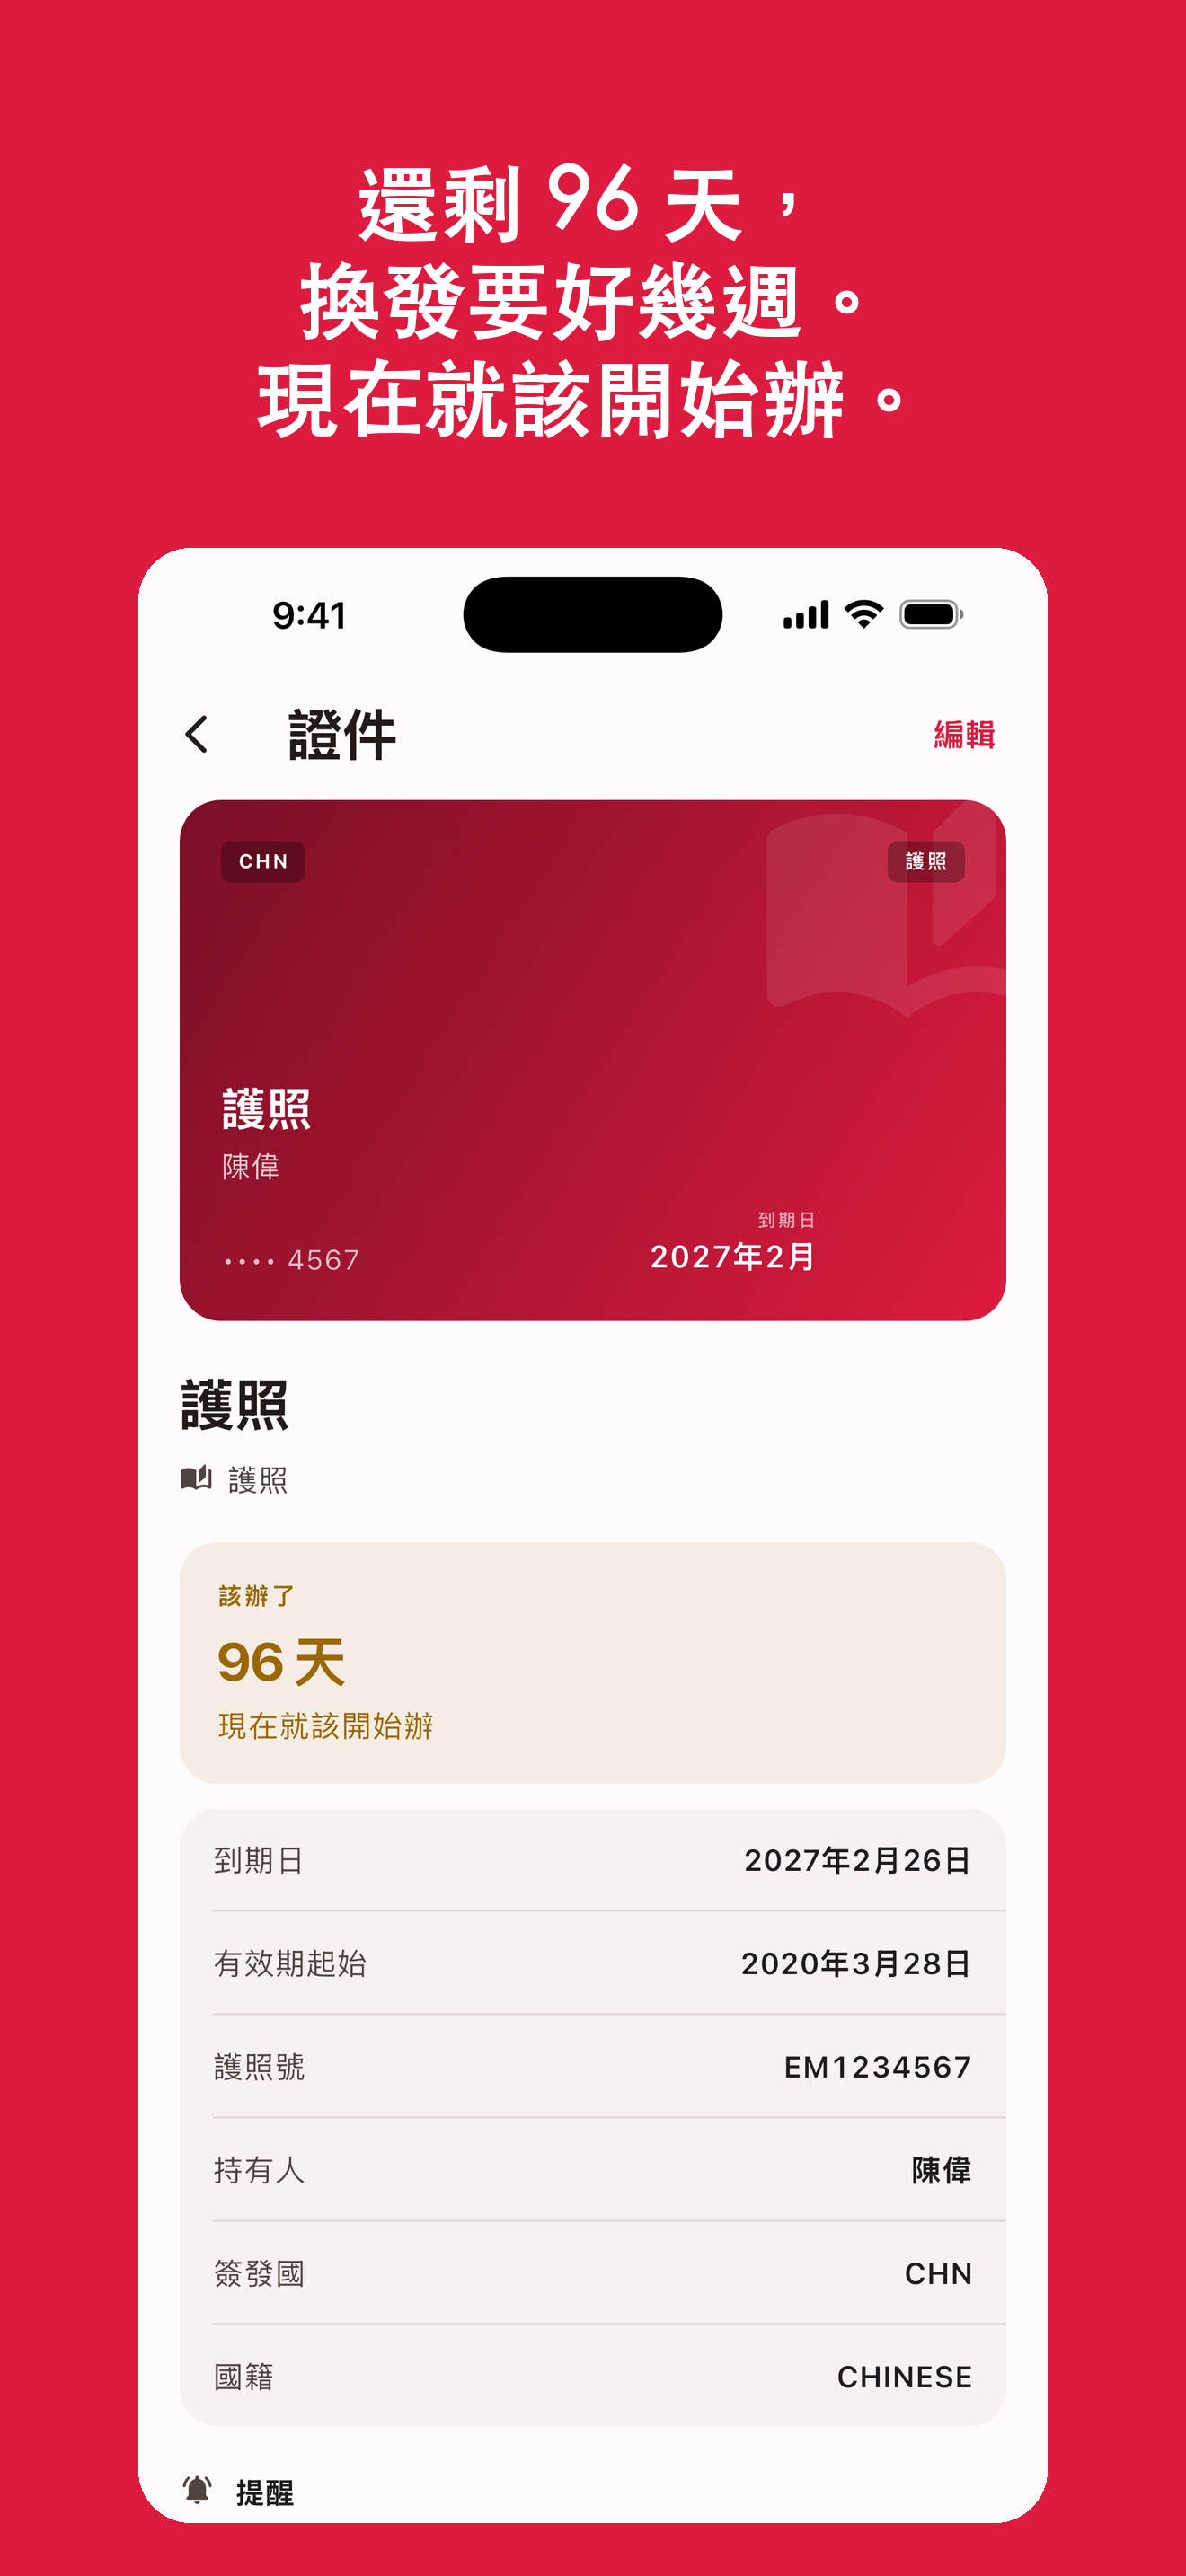 還剩 96 天，
換發要好幾週。
現在就該開始辦。
9:41
證件
編輯
CHN
護照
護照
陳偉
•••• 4567
到期日
2027年2月
護照
護照
該辦了
96 天
現在就該開始辦
到期日
2027年2月26日
有效期起始
2020年3月28日
護照號
EM1234567
持有人
陳偉
簽發國
CHN
國籍
CHINESE
提醒